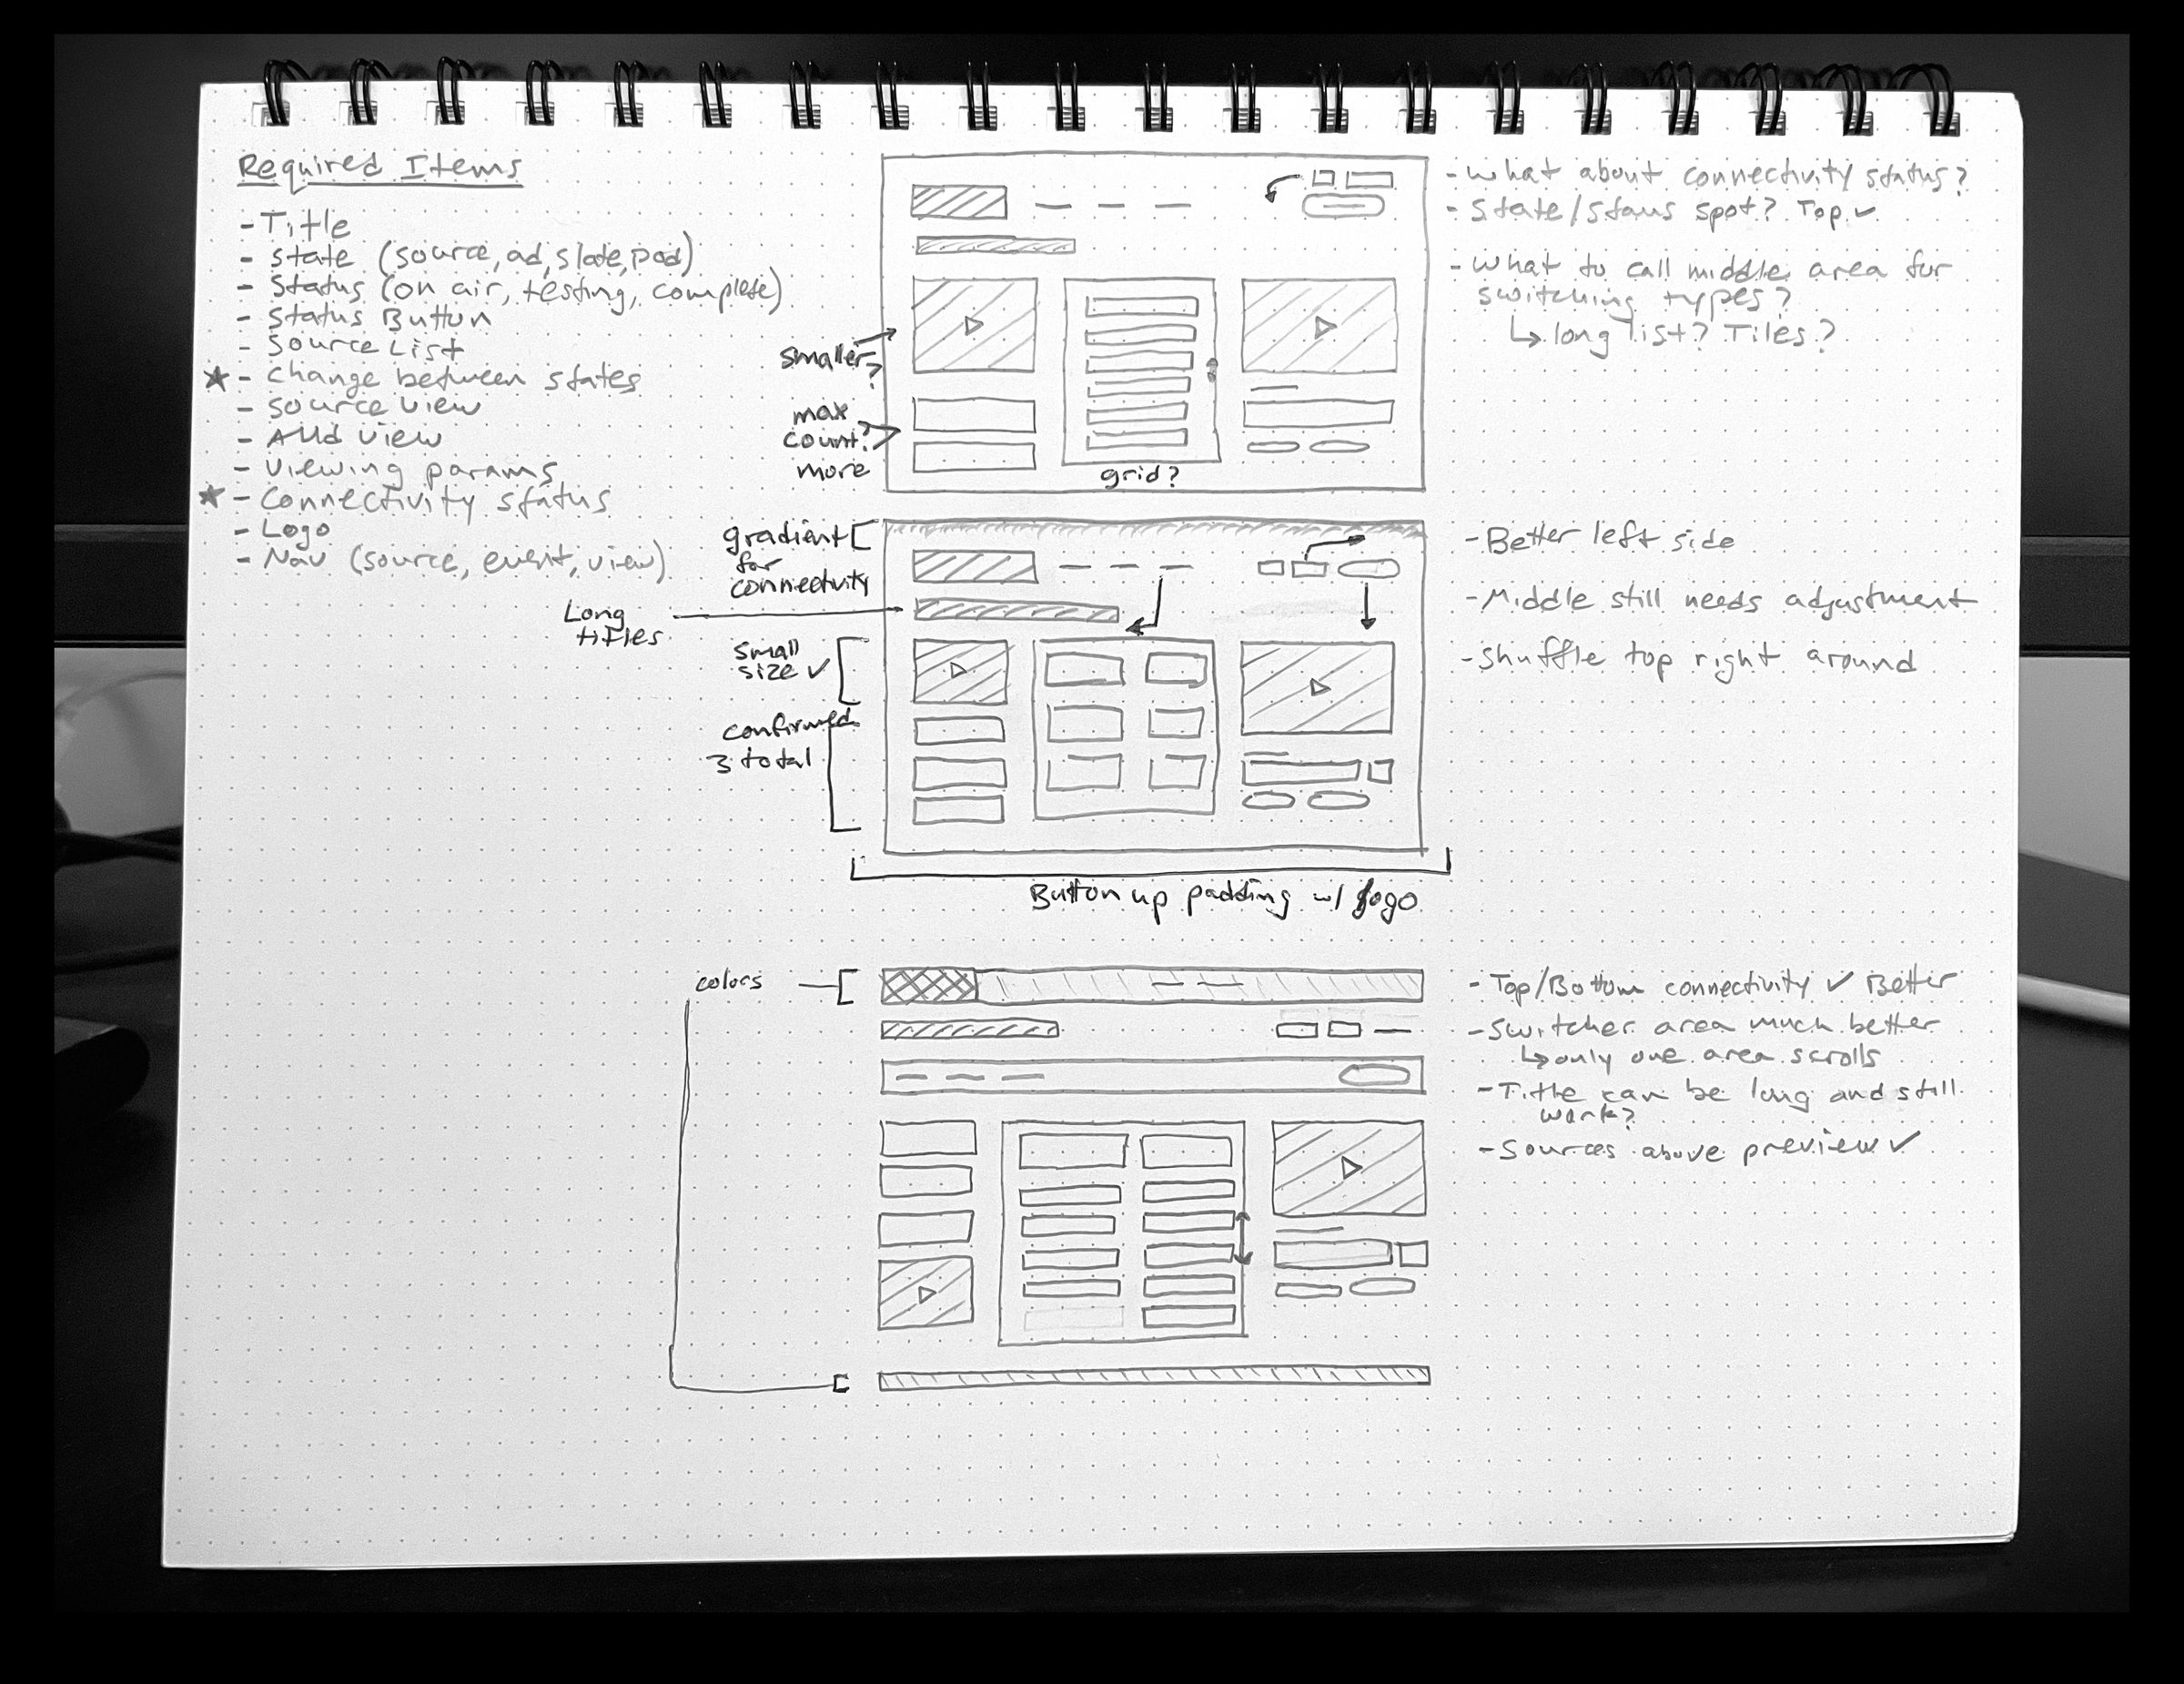 Required Items
- Title
- State (source, ad, slate, pod)
- Status (on air, testing, complete)
- Status Button
- Source List
★ - Change between states
- Source View
- View
- Viewing params
★ - Connectivity status
- Logo
- Nav (source, event, view)
smaller?
max
count?
more
grid?
- What about connectivity status?
- State/Staus spot? Top ✓
- What to call middle area for
switching types?
↳ long list? Tiles?
gradient
for
connectivity
Long
titles
small
size ✓
confirmed
3 total
Button up padding w/ logo
- Better left side
- Middle still needs adjustment
- Shuffle top right around
colors
- Top/Bottom connectivity ✓ Better
- Switcher area much better
↳ only one area scrolls
- Title can be long and still
work?
- Sources above preview ✓